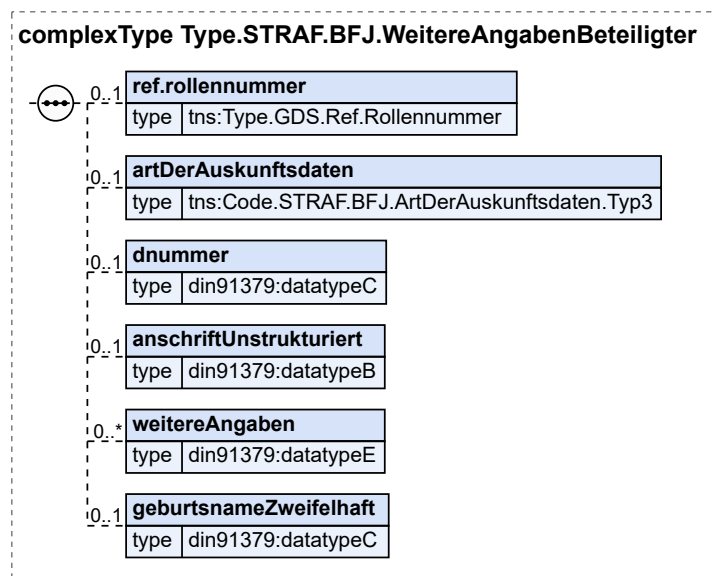 complexType Type.STRAF.BFJ.WeitereAngabenBeteiligter
0..1 ref.rollennummer
type tns:Type.GDS.Ref.Rollennummer
0..1 artDerAuskunftsdaten
type tns:Code.STRAF.BFJ.ArtDerAuskunftsdaten.Typ3
0..1 dnummer
type din91379:datatypeC
0..1 anschriftUnstrukturiert
type din91379:datatypeB
0..* weitereAngaben
type din91379:datatypeE
0..1 geburtsnameZweifelhaft
type din91379:datatypeC